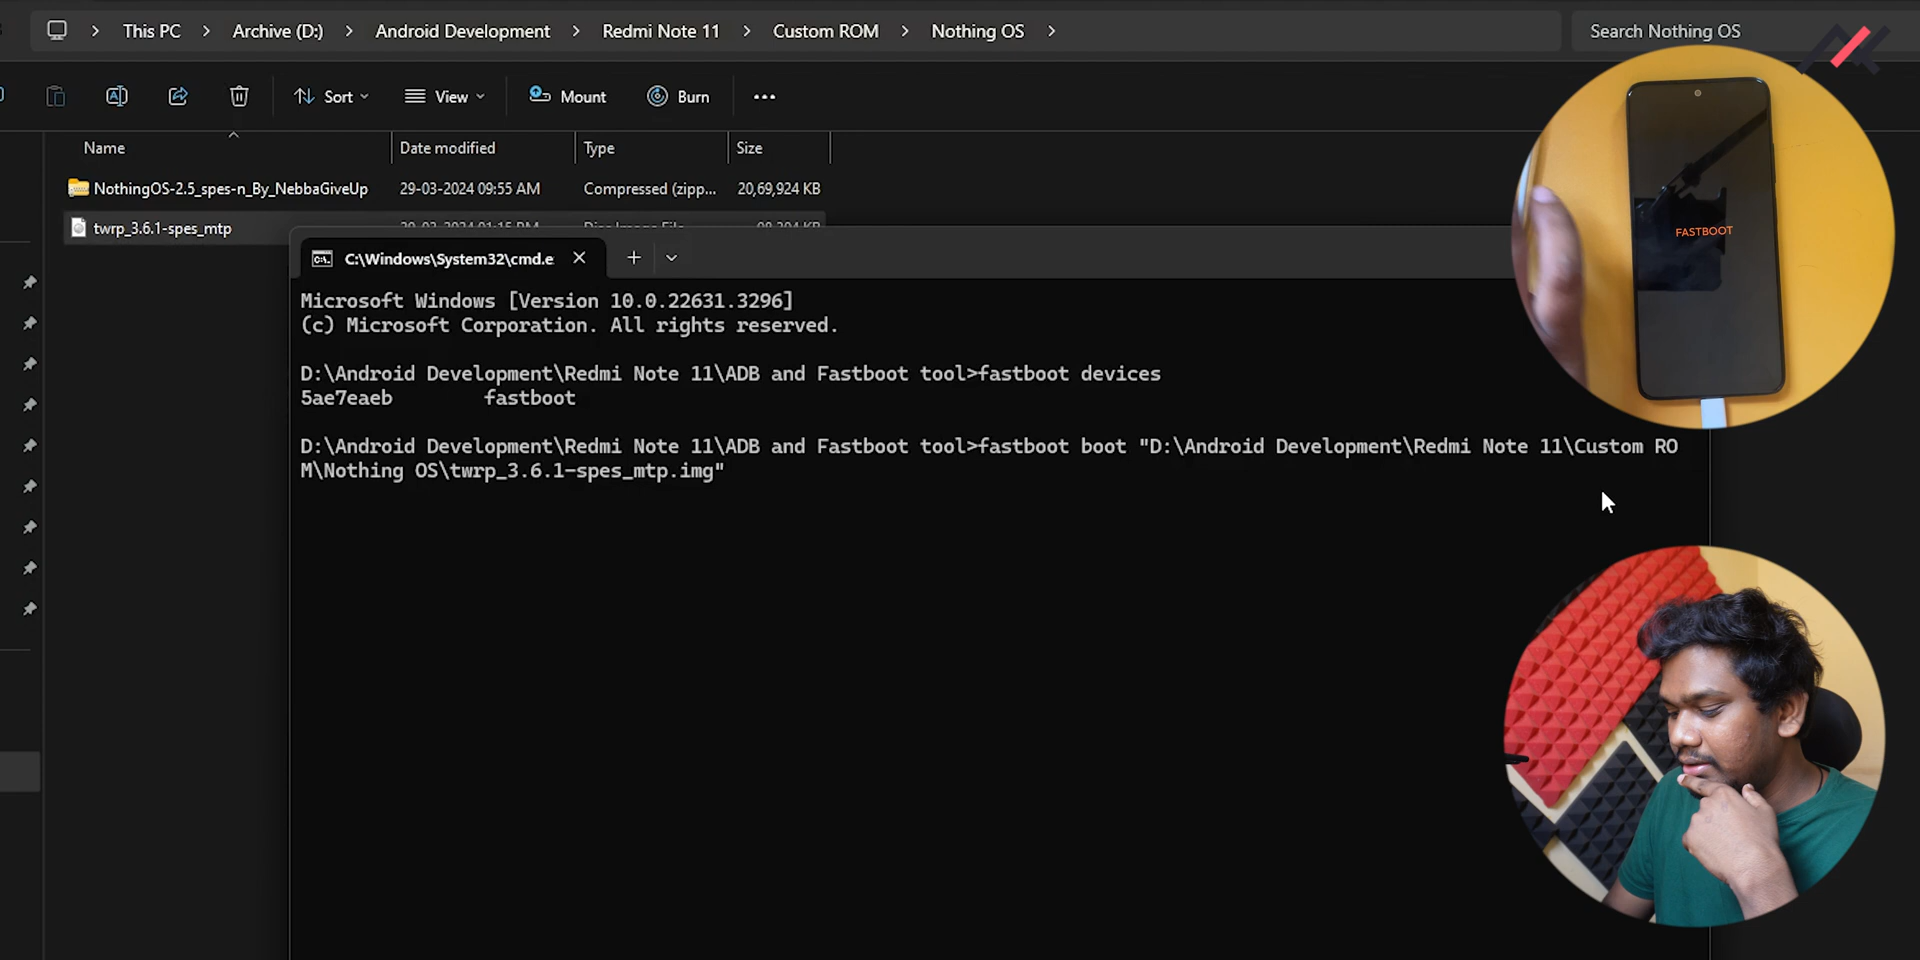 This PC > Archive (D:) > Android Development > Redmi Note 11 > Custom ROM > Nothing OS >
Search Nothing OS
Sort View Mount Burn
Name Date modified Type Size
NothingOS-2.5_spes-n_By_NebbaGiveUp 29-03-2024 09:55 AM Compressed (zipp... 20,69,924 KB
twrp_3.6.1-spes_mtp
FASTBOOT
C:\Windows\System32\cmd.e
Microsoft Windows [Version 10.0.22631.3296]
(c) Microsoft Corporation. All rights reserved.
D:\Android Development\Redmi Note 11\ADB and Fastboot tool>fastboot devices
5ae7eaeb fastboot
D:\Android Development\Redmi Note 11\ADB and Fastboot tool>fastboot boot "D:\Android Development\Redmi Note 11\Custom RO
M\Nothing OS\twrp_3.6.1-spes_mtp.img"